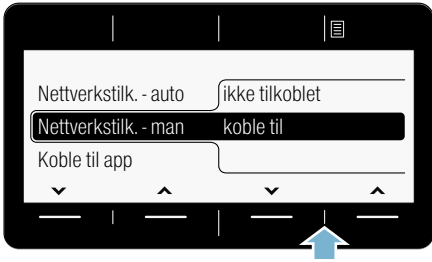 Nettverkstilk. - auto ikke tilkoblet
Nettverkstilk. - man koble til
Koble til app